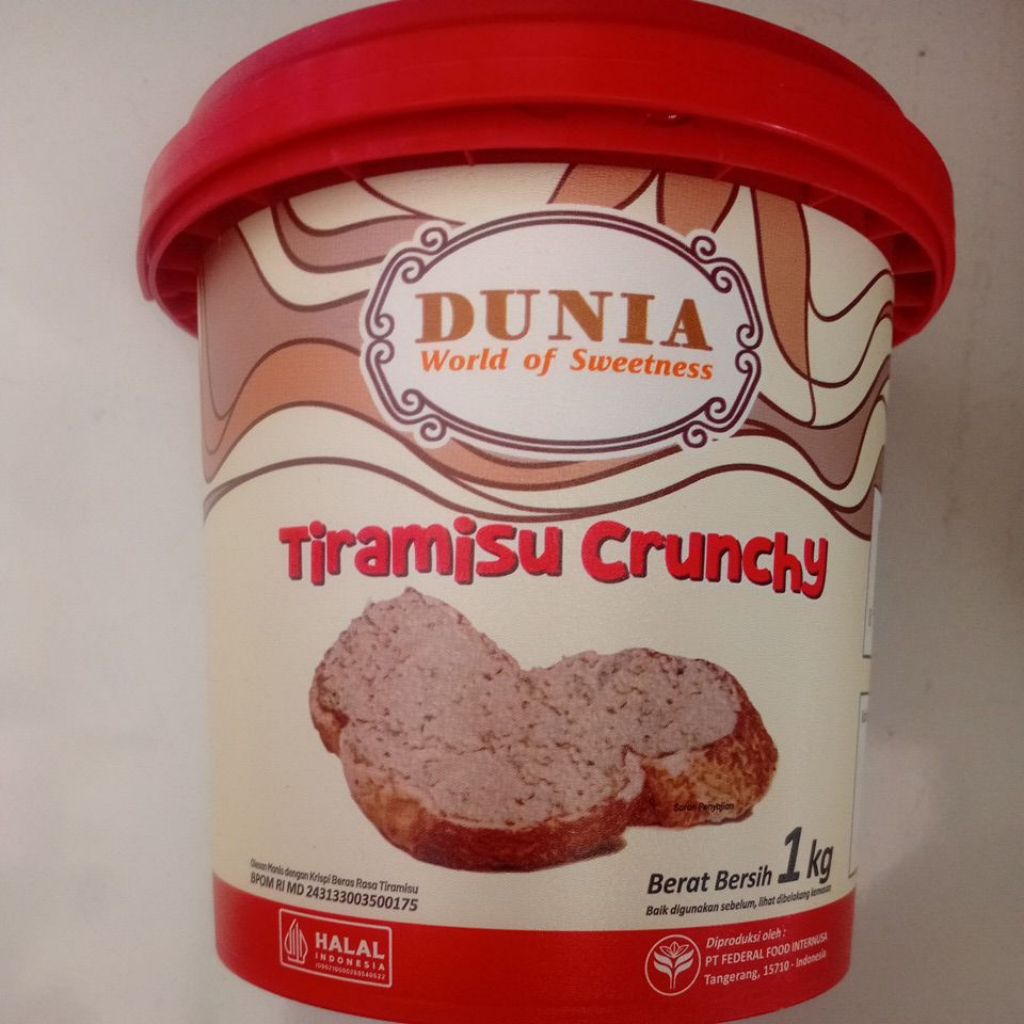 DUNIA
World of Sweetness
Tiramisu Crunchy
Saran Penyajian
Olesan Manis dengan Krispi Beras Rasa Tiramisu
BPOM RI MD 243133003500175
Berat Bersih 1 kg
Baik digunakan sebelum, lihat dibelakang kemasan
HALAL
INDONESIA
Diproduksi oleh :
PT FEDERAL FOOD INTERNUSA
Tangerang, 15710 - Indonesia